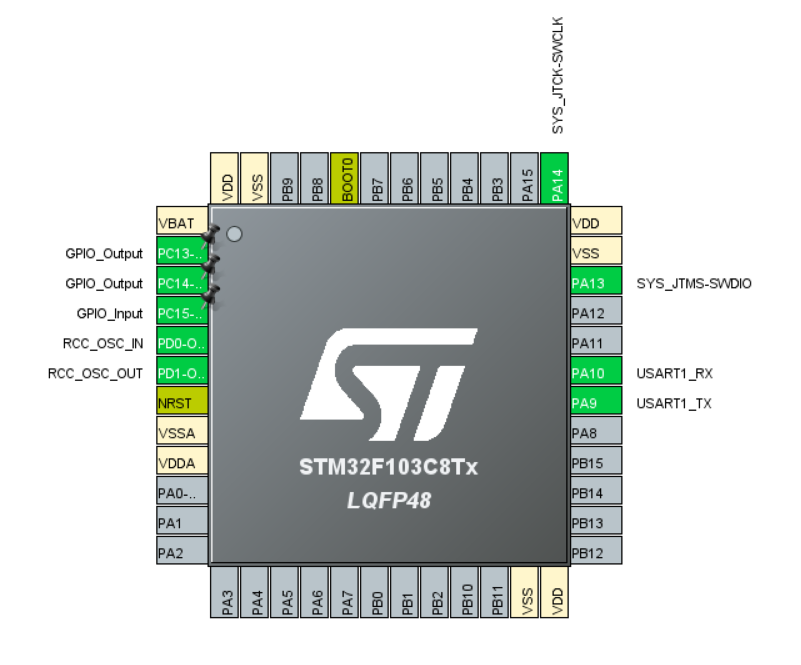 SYS_JTCK-SWCLK
VDD
VSS
PB9
PB8
BOOT0
PB7
PB6
PB5
PB4
PB3
PA15
PA14
VBAT
GPIO_Output
PC13-..
GPIO_Output
PC14-..
GPIO_Input
PC15-..
RCC_OSC_IN
PD0-O..
RCC_OSC_OUT
PD1-O..
NRST
VSSA
VDDA
PA0-..
PA1
PA2
ST
STM32F103C8Tx
LQFP48
VDD
VSS
PA13
SYS_JTMS-SWDIO
PA12
PA11
PA10
USART1_RX
PA9
USART1_TX
PA8
PB15
PB14
PB13
PB12
PA3
PA4
PA5
PA6
PA7
PB0
PB1
PB2
PB10
PB11
VSS
VDD